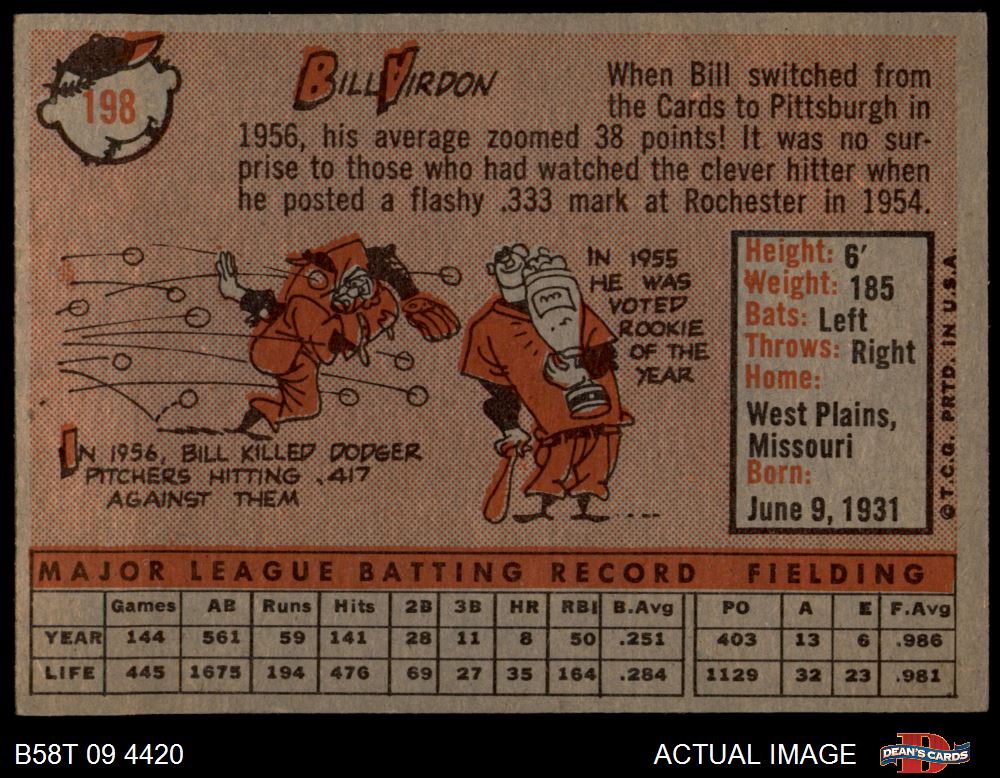 198
BILL VIRDON
When Bill switched from
the Cards to Pittsburgh in
1956, his average zoomed 38 points! It was no sur-
prise to those who had watched the clever hitter when
he posted a flashy .333 mark at Rochester in 1954.
IN 1956, BILL KILLED DODGER
PITCHERS HITTING .417
AGAINST THEM
IN 1955
HE WAS
VOTED
ROOKIE
OF THE
YEAR
M
Height: 6'
Weight: 185
Bats: Left
Throws: Right
Home:
West Plains,
Missouri
Born:
June 9, 1931
©T.C.G. PRTD. IN U.S.A.
MAJOR LEAGUE BATTING RECORD FIELDING
Games AB Runs Hits 2B 3B HR RBI B.Avg PO A E F.Avg
YEAR 144 561 59 141 28 11 8 50 .251 403 13 6 .986
LIFE 445 1675 194 476 69 27 35 164 .284 1129 32 23 .981
B58T 09 4420
ACTUAL IMAGE
D
DEAN'S CARDS